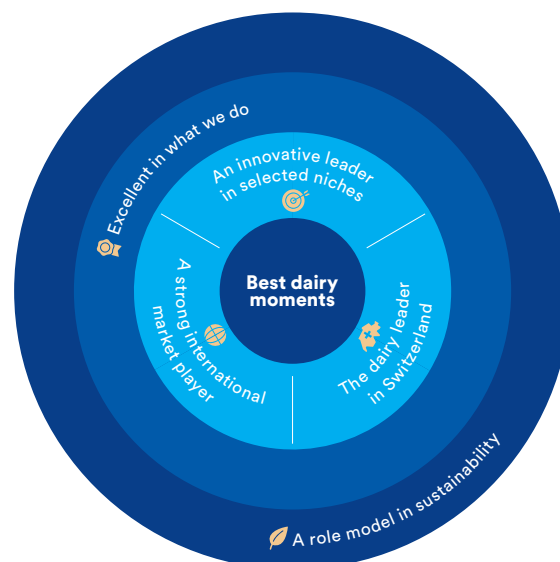 Excellent in what we do
An innovative leader
in selected niches
Best dairy
moments
A strong international
market player
The dairy leader
in Switzerland
A role model in sustainability